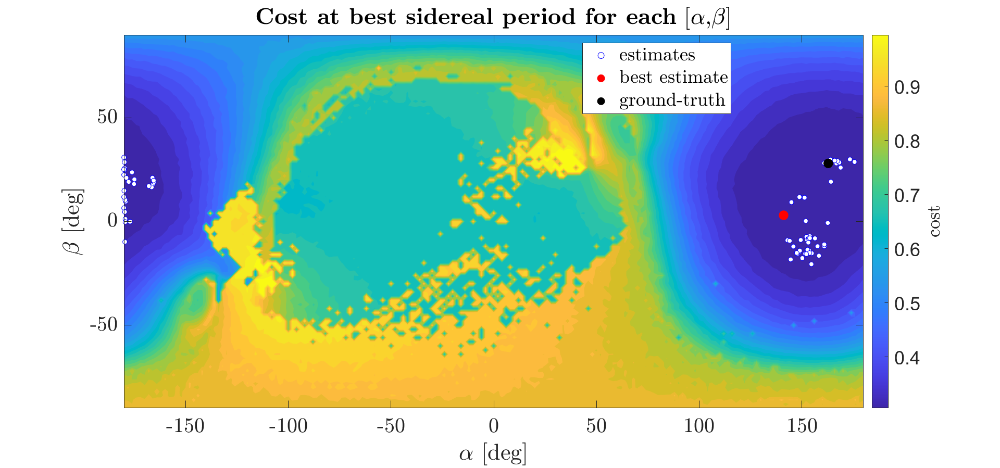 Cost at best sidereal period for each [α,β]
estimates
best estimate
ground-truth
50
0
-50
β [deg]
-150
-100
-50
0
50
100
150
α [deg]
0.9
0.8
0.7
0.6
0.5
0.4
cost